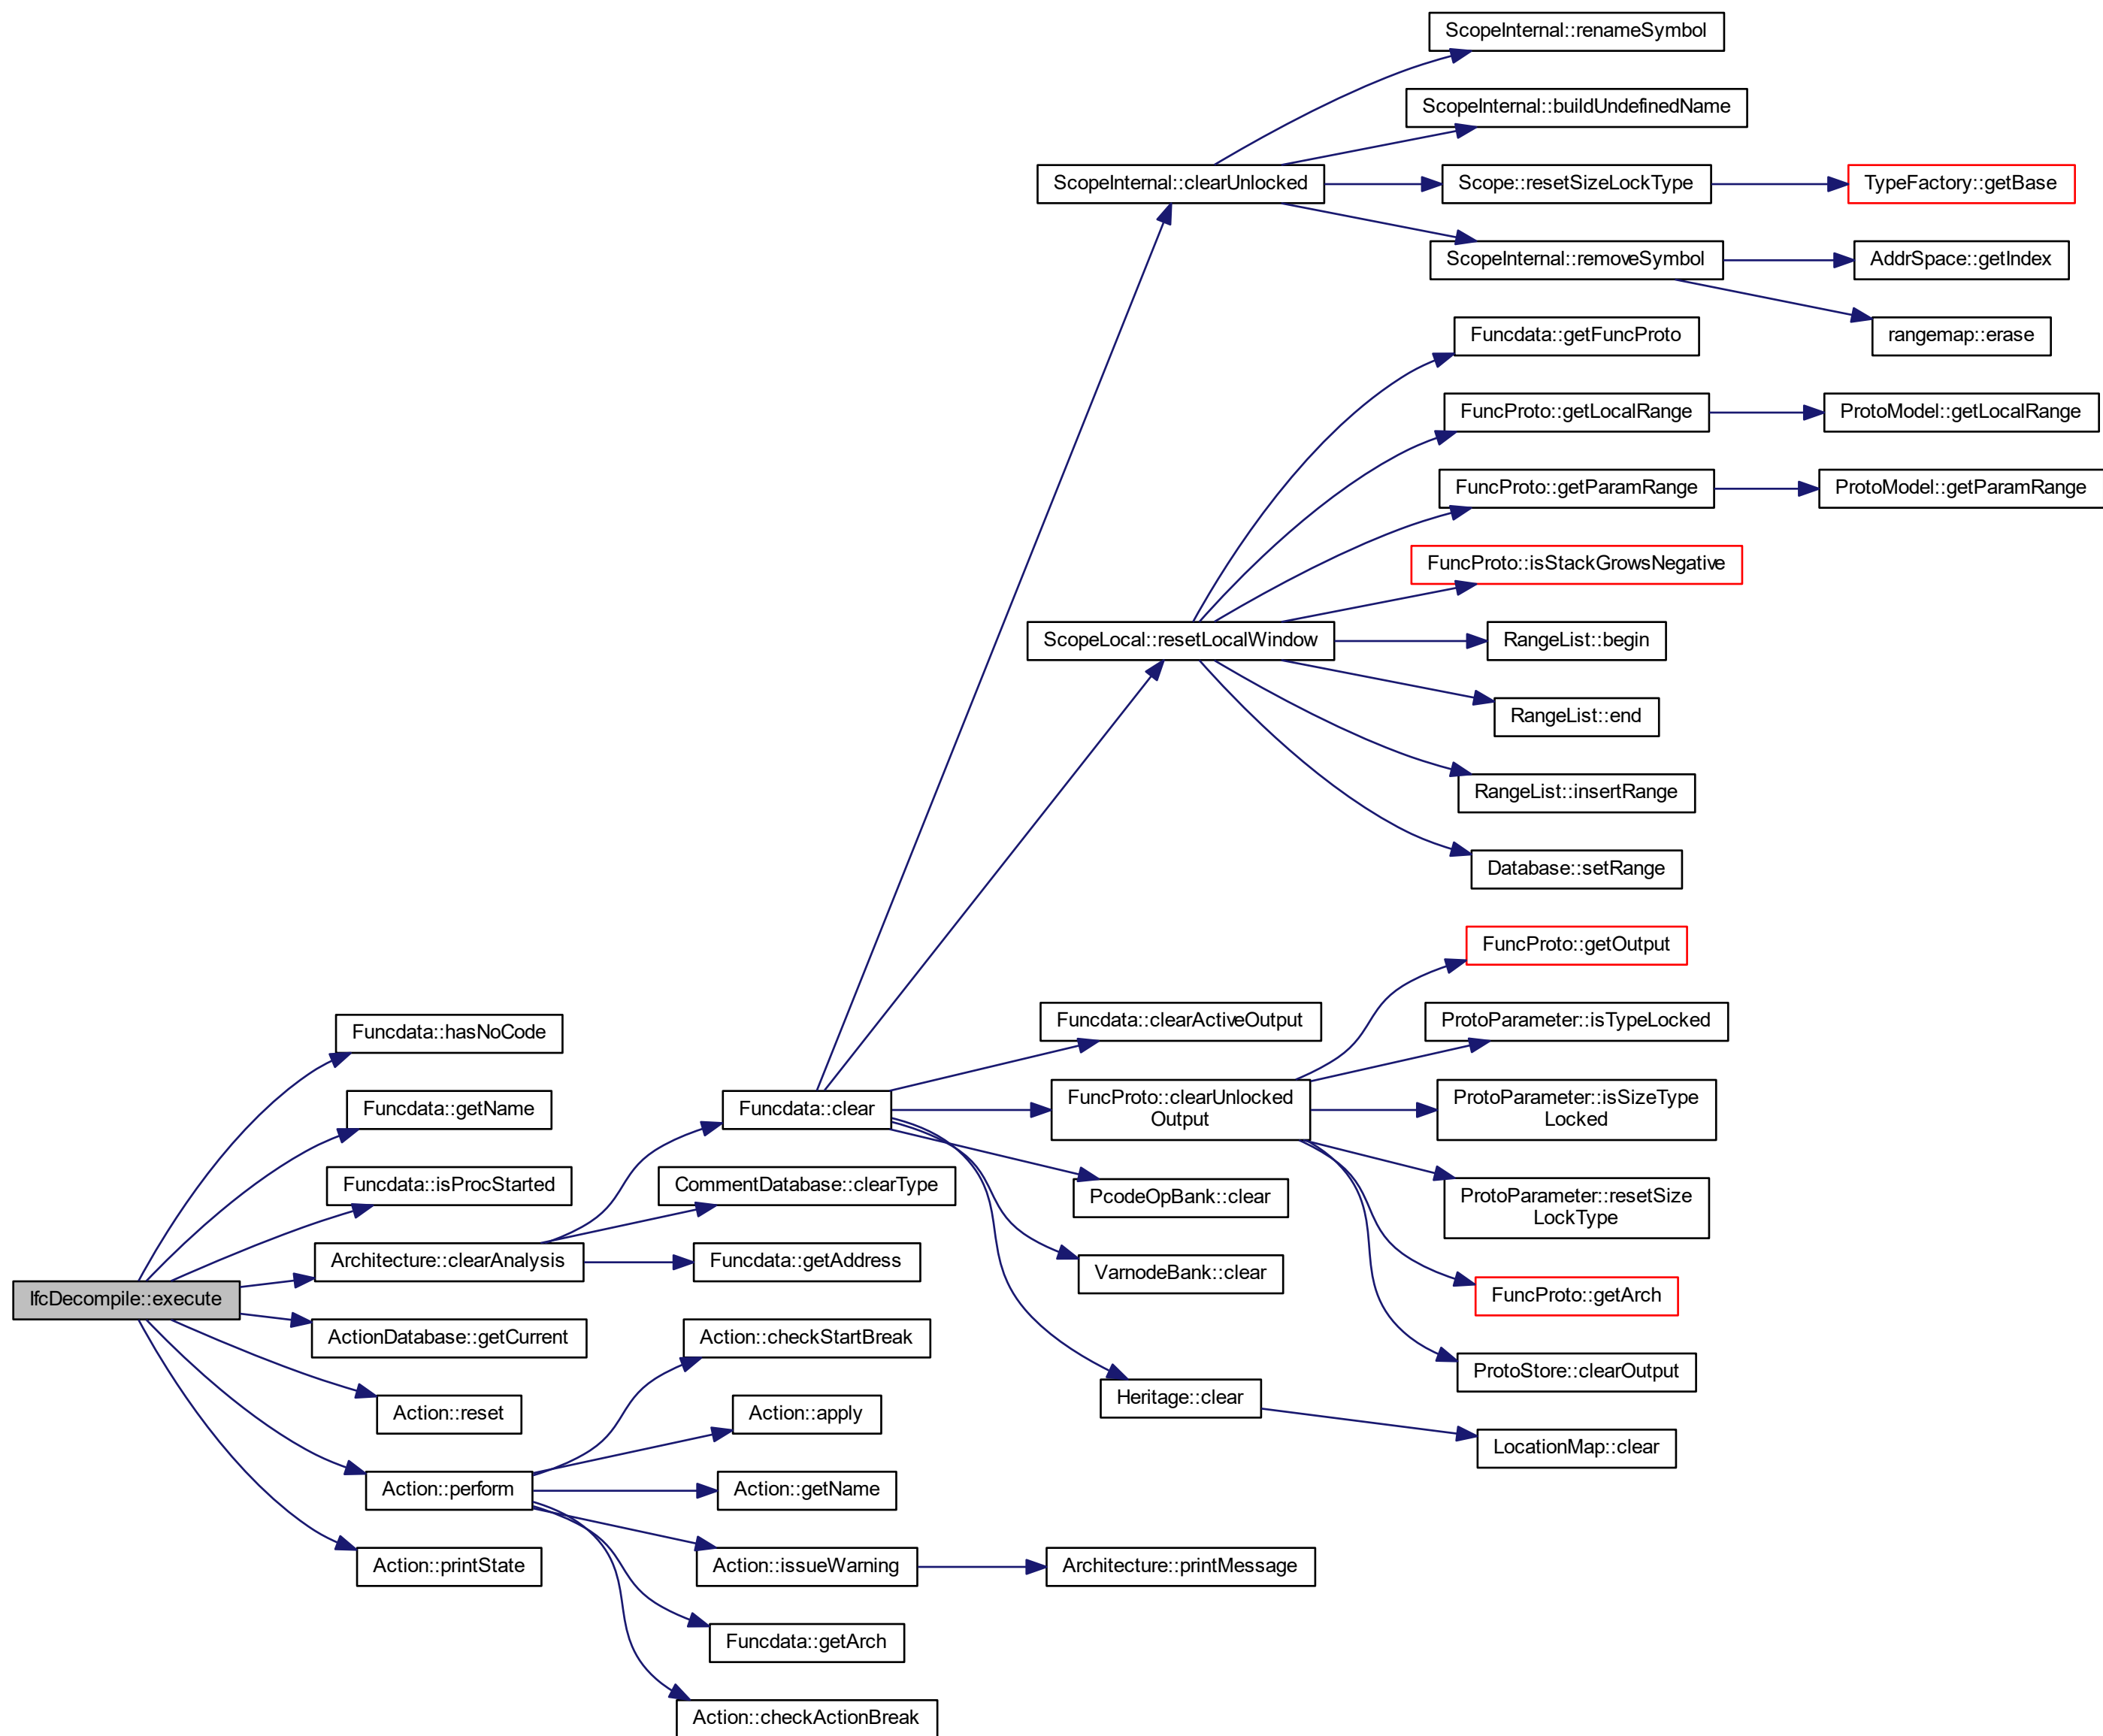 ScopeInternal::renameSymbol
ScopeInternal::buildUndefinedName
ScopeInternal::clearUnlocked
Scope::resetSizeLockType
TypeFactory::getBase
ScopeInternal::removeSymbol
AddrSpace::getIndex
Funcdata::getFuncProto
rangemap::erase
FuncProto::getLocalRange
ProtoModel::getLocalRange
FuncProto::getParamRange
ProtoModel::getParamRange
FuncProto::isStackGrowsNegative
ScopeLocal::resetLocalWindow
RangeList::begin
RangeList::end
RangeList::insertRange
Database::setRange
FuncProto::getOutput
Funcdata::hasNoCode
Funcdata::clearActiveOutput
ProtoParameter::isTypeLocked
Funcdata::getName
Funcdata::clear
FuncProto::clearUnlocked
Output
ProtoParameter::isSizeType
Locked
Funcdata::isProcStarted
CommentDatabase::clearType
PcodeOpBank::clear
ProtoParameter::resetSize
LockType
Architecture::clearAnalysis
Funcdata::getAddress
VarnodeBank::clear
IfcDecompile::execute
FuncProto::getArch
ActionDatabase::getCurrent
Action::checkStartBreak
ProtoStore::clearOutput
Action::reset
Action::apply
Heritage::clear
LocationMap::clear
Action::perform
Action::getName
Action::printState
Action::issueWarning
Architecture::printMessage
Funcdata::getArch
Action::checkActionBreak